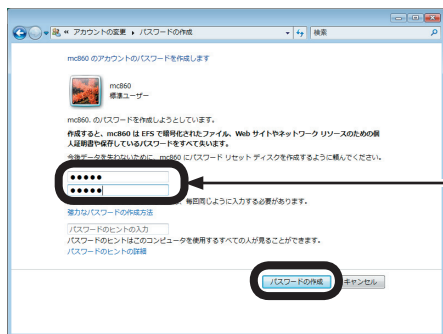 « アカウントの変更 ▸ パスワードの作成
検索
mc860 のアカウントのパスワードを作成します
mc860
標準ユーザー
mc860. のパスワードを作成しようとしています。
作成すると、mc860 は EFS で暗号化されたファイル、Web サイトやネットワーク リソースのための個
人証明書や保存しているパスワードをすべて失います。
今後データを失わないために、mc860 にパスワード リセット ディスクを作成するように頼んでください。
●●●●●
●●●●●
、毎回同じように入力する必要があります。
強力なパスワードの作成方法
パスワードのヒントの入力
パスワードのヒントはこのコンピュータを使用するすべての人が見ることができます。
パスワードのヒントの詳細
パスワードの作成
キャンセル